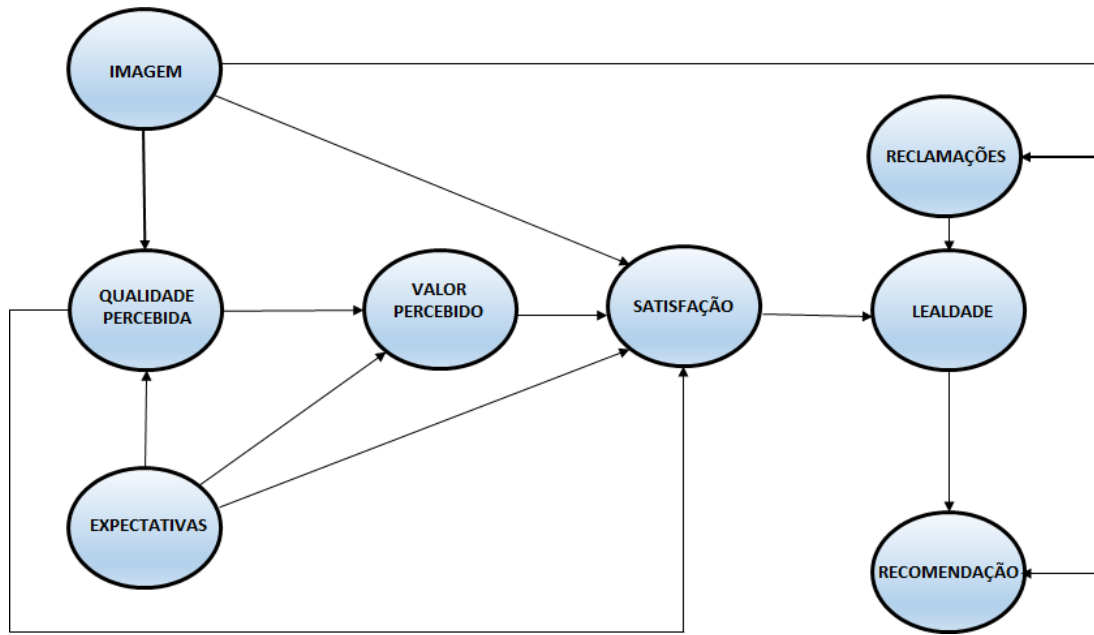 IMAGEM
RECLAMAÇÕES
QUALIDADE
PERCEBIDA
VALOR
PERCEBIDO
SATISFAÇÃO
LEALDADE
EXPECTATIVAS
RECOMENDAÇÃO